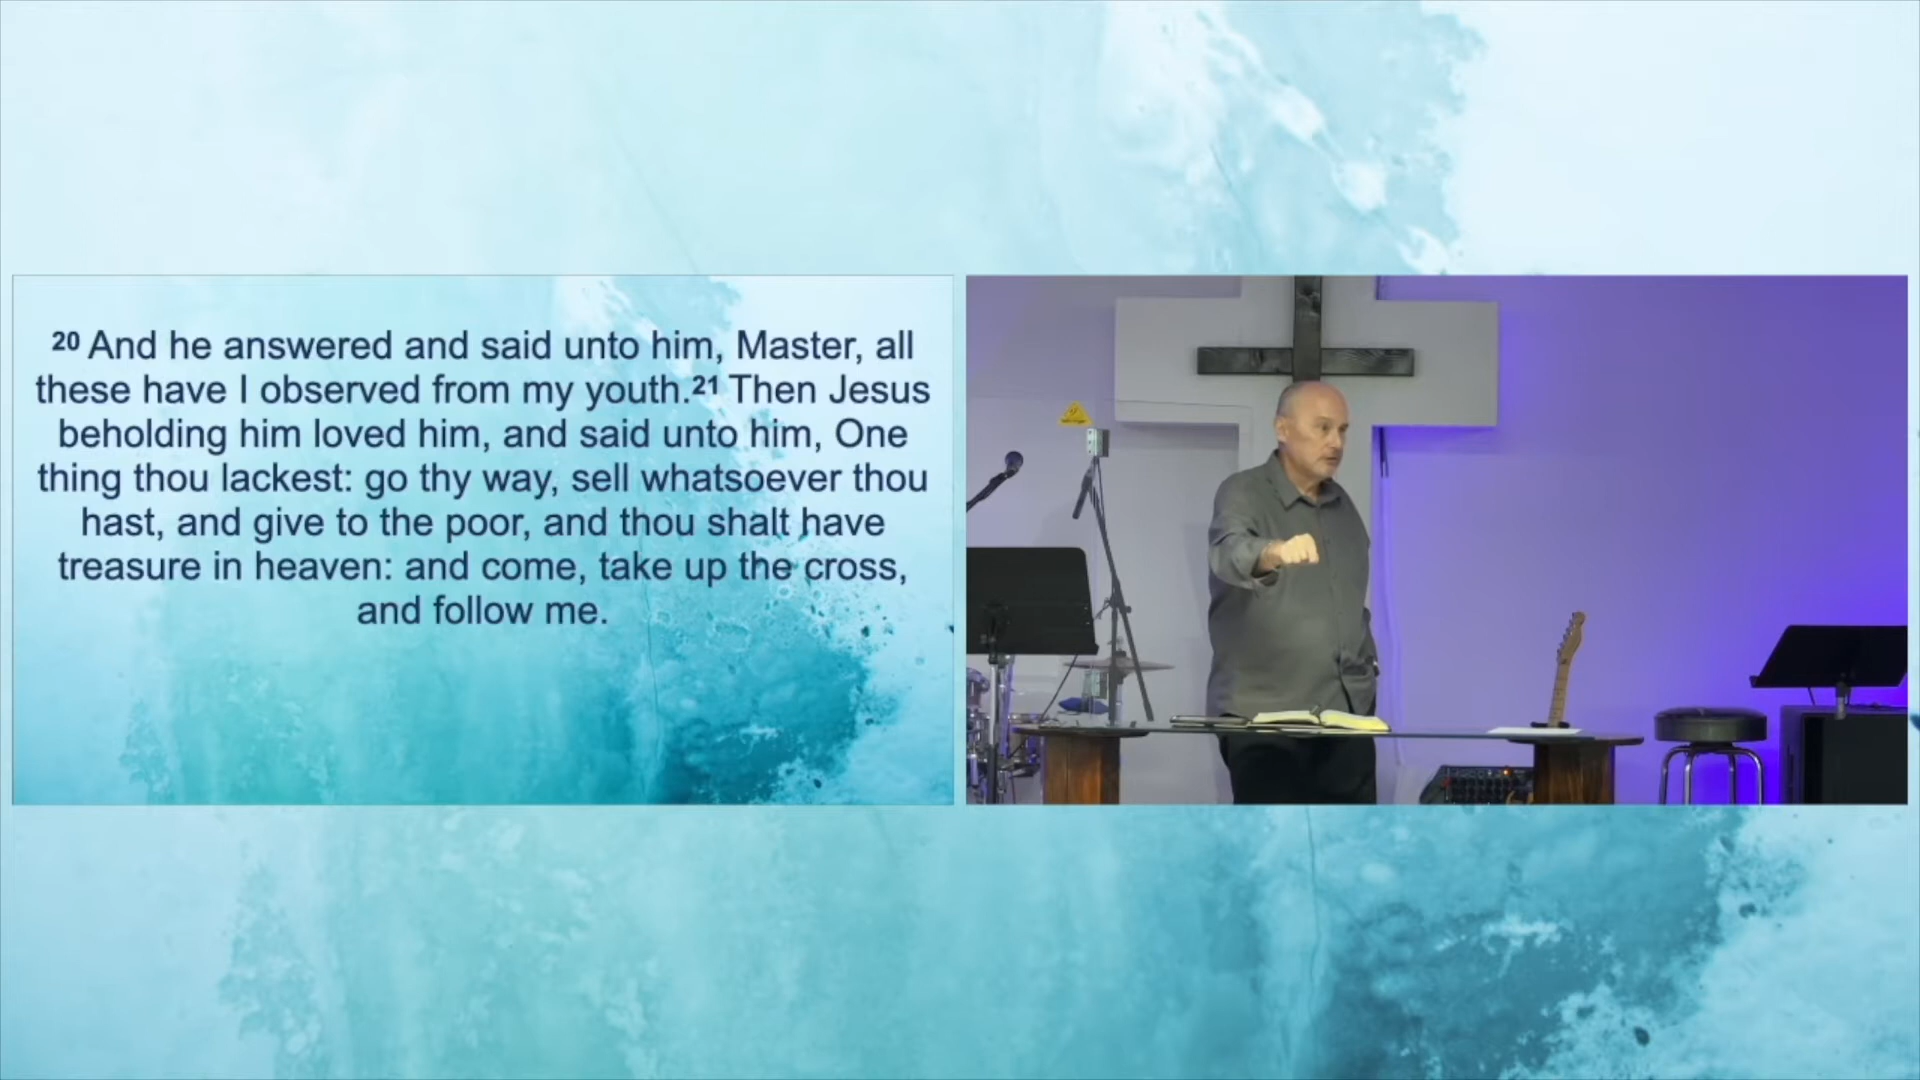 20 And he answered and said unto him, Master, all
these have I observed from my youth.21 Then Jesus
beholding him loved him, and said unto him, One
thing thou lackest: go thy way, sell whatsoever thou
hast, and give to the poor, and thou shalt have
treasure in heaven: and come, take up the cross,
and follow me.